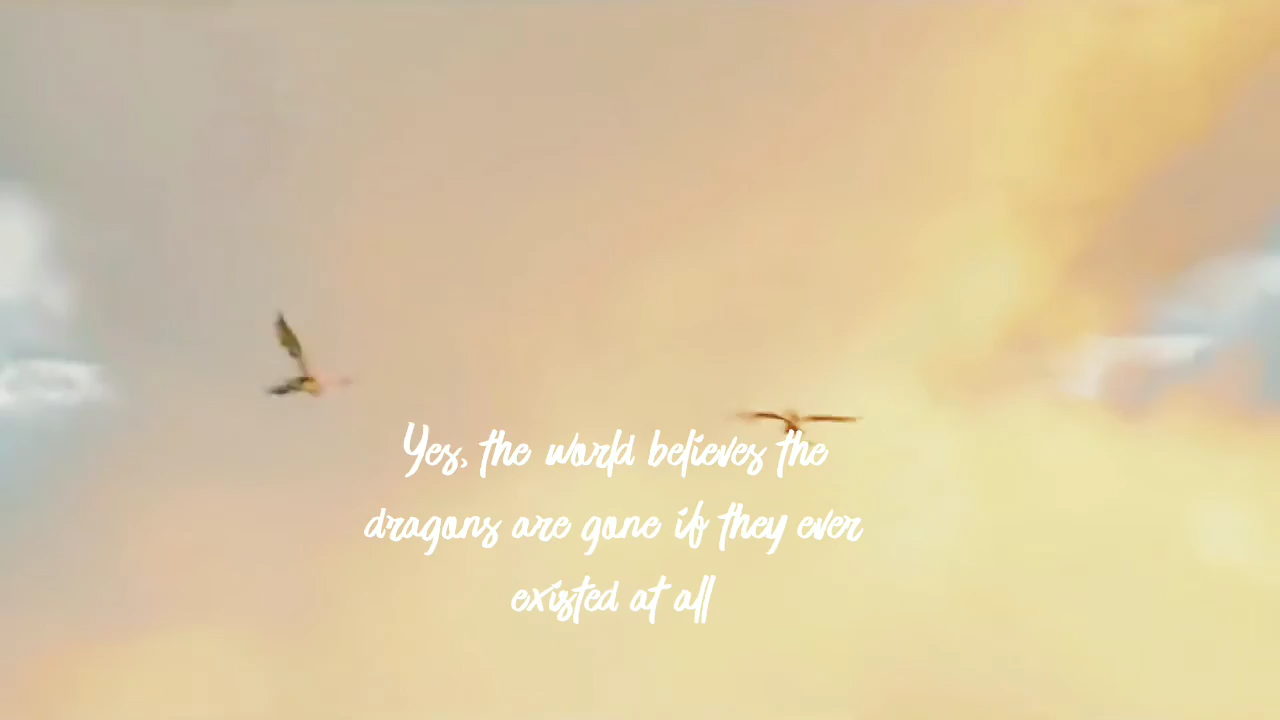 Yes, the world believes the
dragons are gone if they ever
existed at all